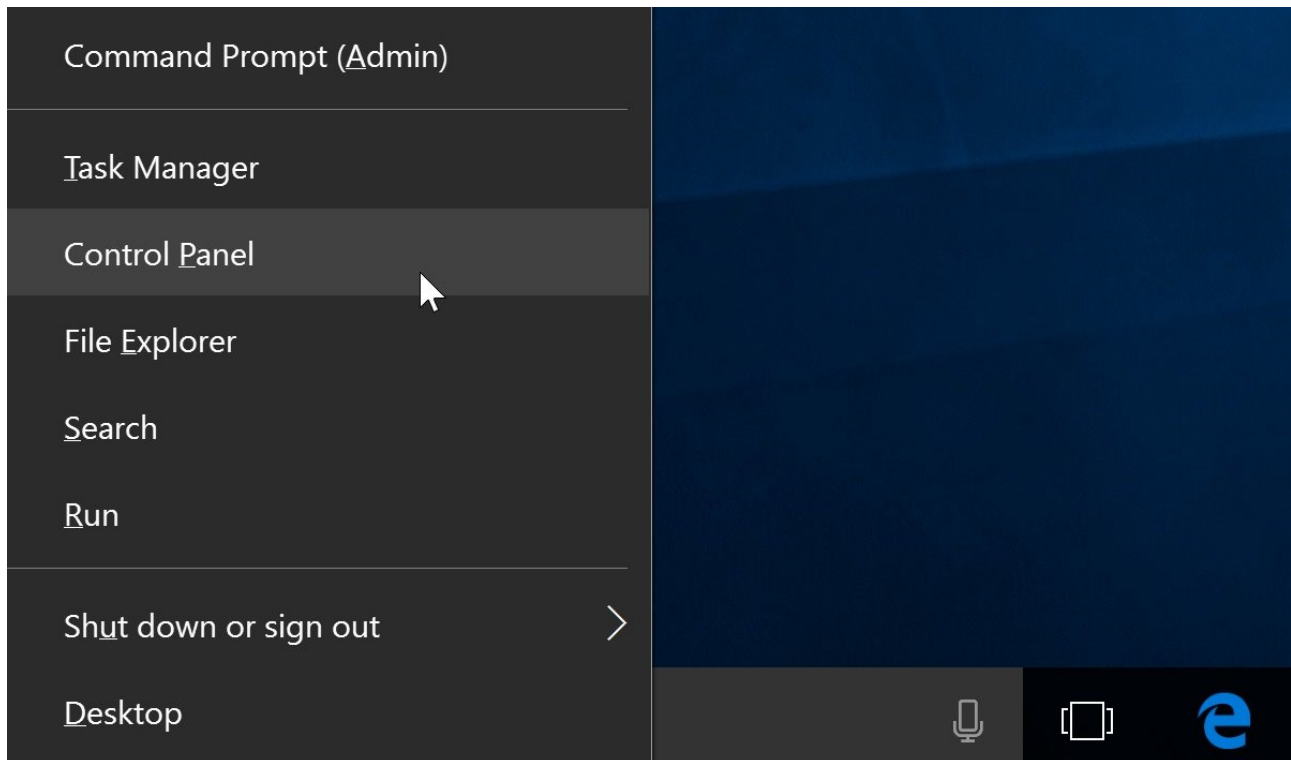 Command Prompt (Admin)
Task Manager
Control Panel
File Explorer
Search
Run
Shut down or sign out
Desktop